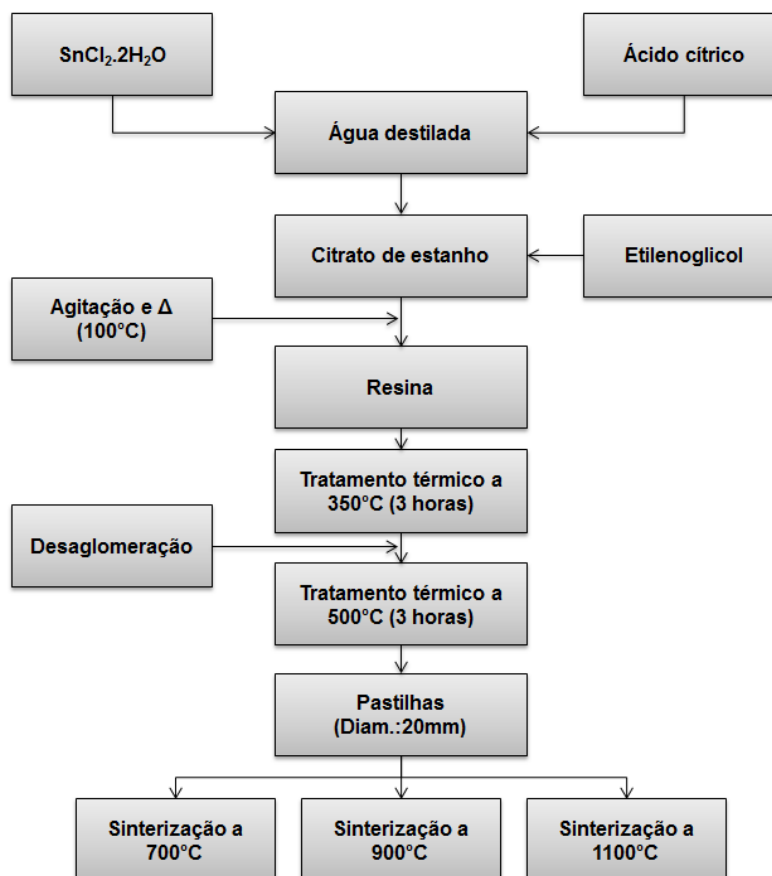 SnCl₂.2H₂O
Ácido cítrico
Água destilada
Citrato de estanho
Etilenoglicol
Agitação e Δ
(100°C)
Resina
Tratamento térmico a
350°C (3 horas)
Desaglomeração
Tratamento térmico a
500°C (3 horas)
Pastilhas
(Diam.:20mm)
Sinterização a
700°C
Sinterização a
900°C
Sinterização a
1100°C